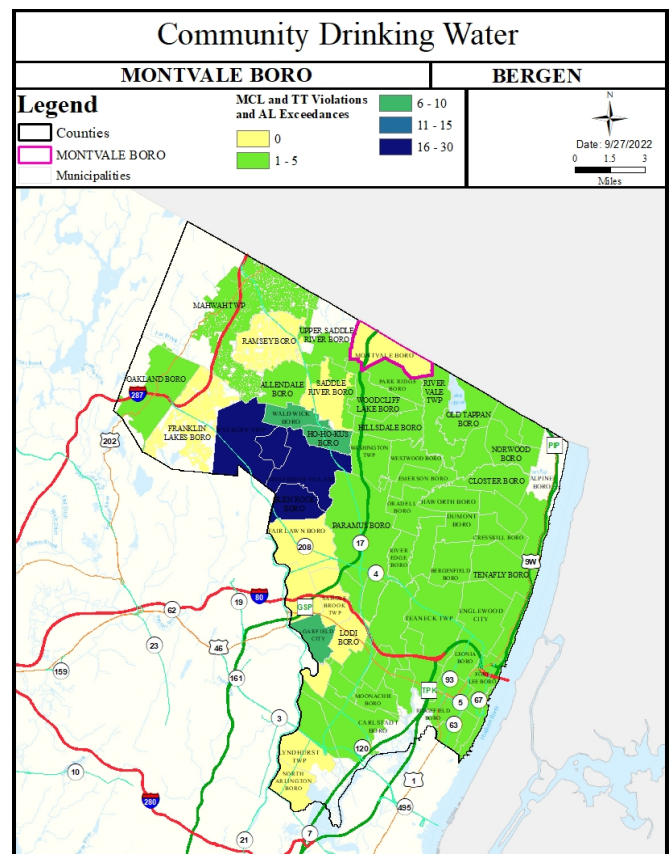 Community Drinking Water
MONTVALE BORO
BERGEN
Legend
Counties
MONTVALE BORO
Municipalities
MCL and TT Violations
and AL Exceedances
0
1 - 5
6 - 10
11 - 15
16 - 30
N
Date: 9/27/2022
0 1.5 3
Miles
MAHWAH TWP
RAMSEY BORO
UPPER SADDLE
RIVER BORO
MONTVALE BORO
OAKLAND BORO
ALLENDALE
BORO
SADDLE
RIVER BORO
PARK RIDGE
BORO
RIVER
VALE
TWP
WOODCLIFF
LAKE BORO
OLD TAPPAN
BORO
287
202
FRANKLIN
LAKES BORO
WALDWICK
BORO
HO-HO-KUS
BORO
HILLSDALE BORO
WASHINGTON
TWP
WESTWOOD BORO
NORWOOD
BORO
PIP
EMERSON BORO
CLOSTER BORO
ALPINE
BORO
GLEN ROCK
BORO
ORADELL
BORO
HAWORTH BORO
DUMONT
BORO
PARAMUS BORO
FAIR LAWN BORO
208
17
CRESSKILL BORO
RIVER
EDGE
BORO
4
BERGENFIELD
BORO
TENAFLY BORO
9W
80
19
GSP
62
BROOK
TWP
ENGLEWOOD
CITY
TEANECK TWP
GARFIELD
CITY
LODI
BORO
23
46
LEONIA
BORO
159
161
93
FORT
LEE BORO
TPK
5
67
MOONACHIE
BORO
3
63
CARLSTADT
BORO
120
LYNDHURST
TWP
NORTH
ARLINGTON
BORO
10
1
280
495
21
7